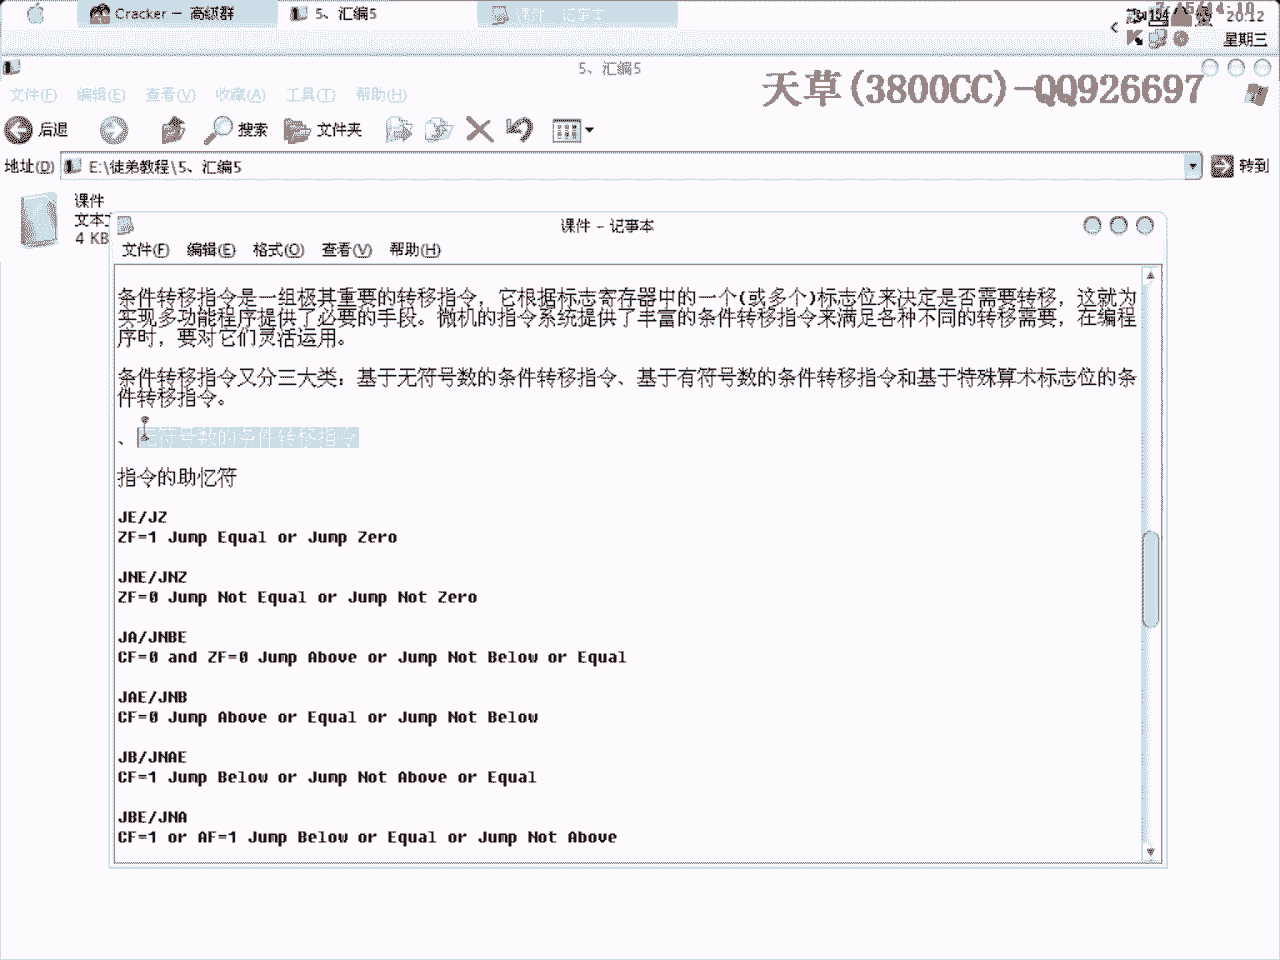 Cracker － 高级群
5、汇编5
课件 - 记事本
20:12
星期三
5、汇编5
天草(3800CC)-QQ926697
文件(F) 编辑(E) 查看(V) 收藏(A) 工具(T) 帮助(H)
后退 搜索 文件夹
地址(D) E:\徒弟教程\5、汇编5 转到
课件
文本
4 KB
课件 - 记事本
文件(F) 编辑(E) 格式(O) 查看(V) 帮助(H)
条件转移指令是一组极其重要的转移指令，它根据标志寄存器中的一个(或多个)标志位来决定是否需要转移，这就为
实现多功能程序提供了必要的手段。微机的指令系统提供了丰富的条件转移指令来满足各种不同的转移需要，在编程
序时，要对它们灵活运用。
条件转移指令又分三大类：基于无符号数的条件转移指令、基于有符号数的条件转移指令和基于特殊算术标志位的条
件转移指令。
、无符号数的条件转移指令
指令的助忆符
JE/JZ
ZF=1 Jump Equal or Jump Zero
JNE/JNZ
ZF=0 Jump Not Equal or Jump Not Zero
JA/JNBE
CF=0 and ZF=0 Jump Above or Jump Not Below or Equal
JAE/JNB
CF=0 Jump Above or Equal or Jump Not Below
JB/JNAE
CF=1 Jump Below or Jump Not Above or Equal
JBE/JNA
CF=1 or AF=1 Jump Below or Equal or Jump Not Above